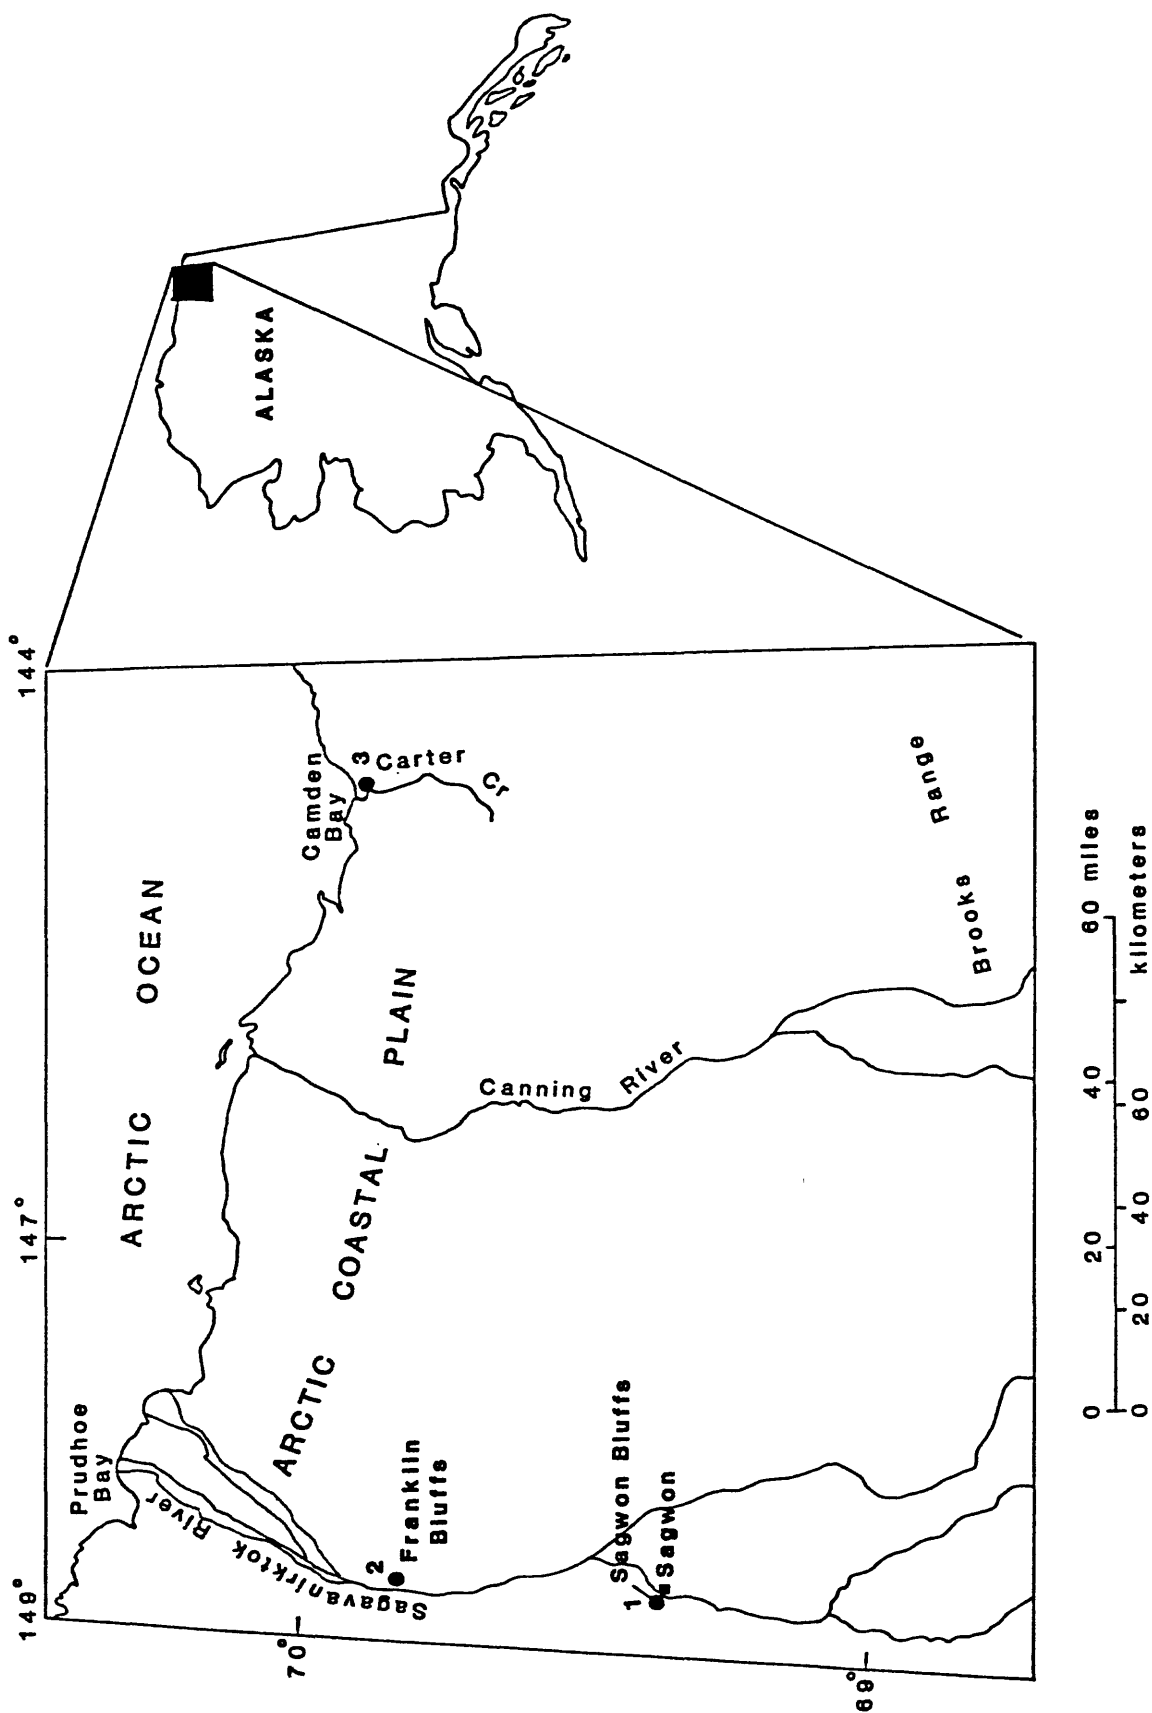 149°
147°
144°
70°
69°
Prudhoe
Bay
ARCTIC OCEAN
Camden
Bay
3
Carter
Cr
Sagavanirktok River
2
Franklin
Bluffs
ARCTIC COASTAL PLAIN
Canning River
1
Sagwon Bluffs
Sagwon
Brooks Range
ALASKA
0 20 40 60 miles
0 20 40 60 kilometers